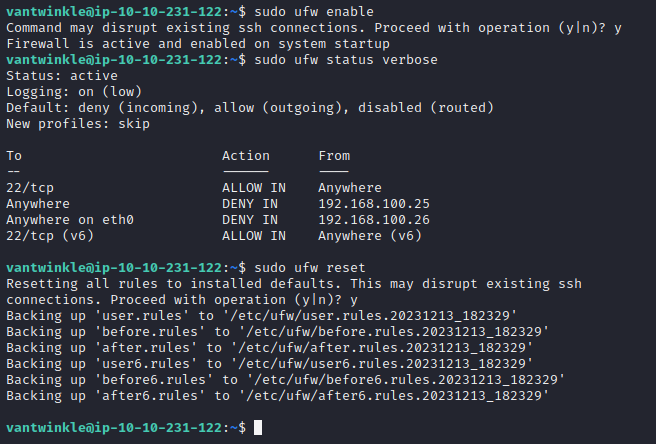 vantwinkle@ip-10-10-231-122:~$ sudo ufw enable
Command may disrupt existing ssh connections. Proceed with operation (y|n)? y
Firewall is active and enabled on system startup
vantwinkle@ip-10-10-231-122:~$ sudo ufw status verbose
Status: active
Logging: on (low)
Default: deny (incoming), allow (outgoing), disabled (routed)
New profiles: skip
To                         Action      From
--                         ------      ----
22/tcp                     ALLOW IN    Anywhere
Anywhere                   DENY IN     192.168.100.25
Anywhere on eth0           DENY IN     192.168.100.26
22/tcp (v6)                ALLOW IN    Anywhere (v6)
vantwinkle@ip-10-10-231-122:~$ sudo ufw reset
Resetting all rules to installed defaults. This may disrupt existing ssh
connections. Proceed with operation (y|n)? y
Backing up 'user.rules' to '/etc/ufw/user.rules.20231213_182329'
Backing up 'before.rules' to '/etc/ufw/before.rules.20231213_182329'
Backing up 'after.rules' to '/etc/ufw/after.rules.20231213_182329'
Backing up 'user6.rules' to '/etc/ufw/user6.rules.20231213_182329'
Backing up 'before6.rules' to '/etc/ufw/before6.rules.20231213_182329'
Backing up 'after6.rules' to '/etc/ufw/after6.rules.20231213_182329'
vantwinkle@ip-10-10-231-122:~$